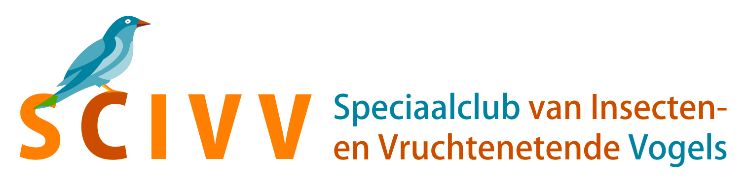 SCIVV
Speciaalclub van Insecten-
en Vruchtenetende Vogels